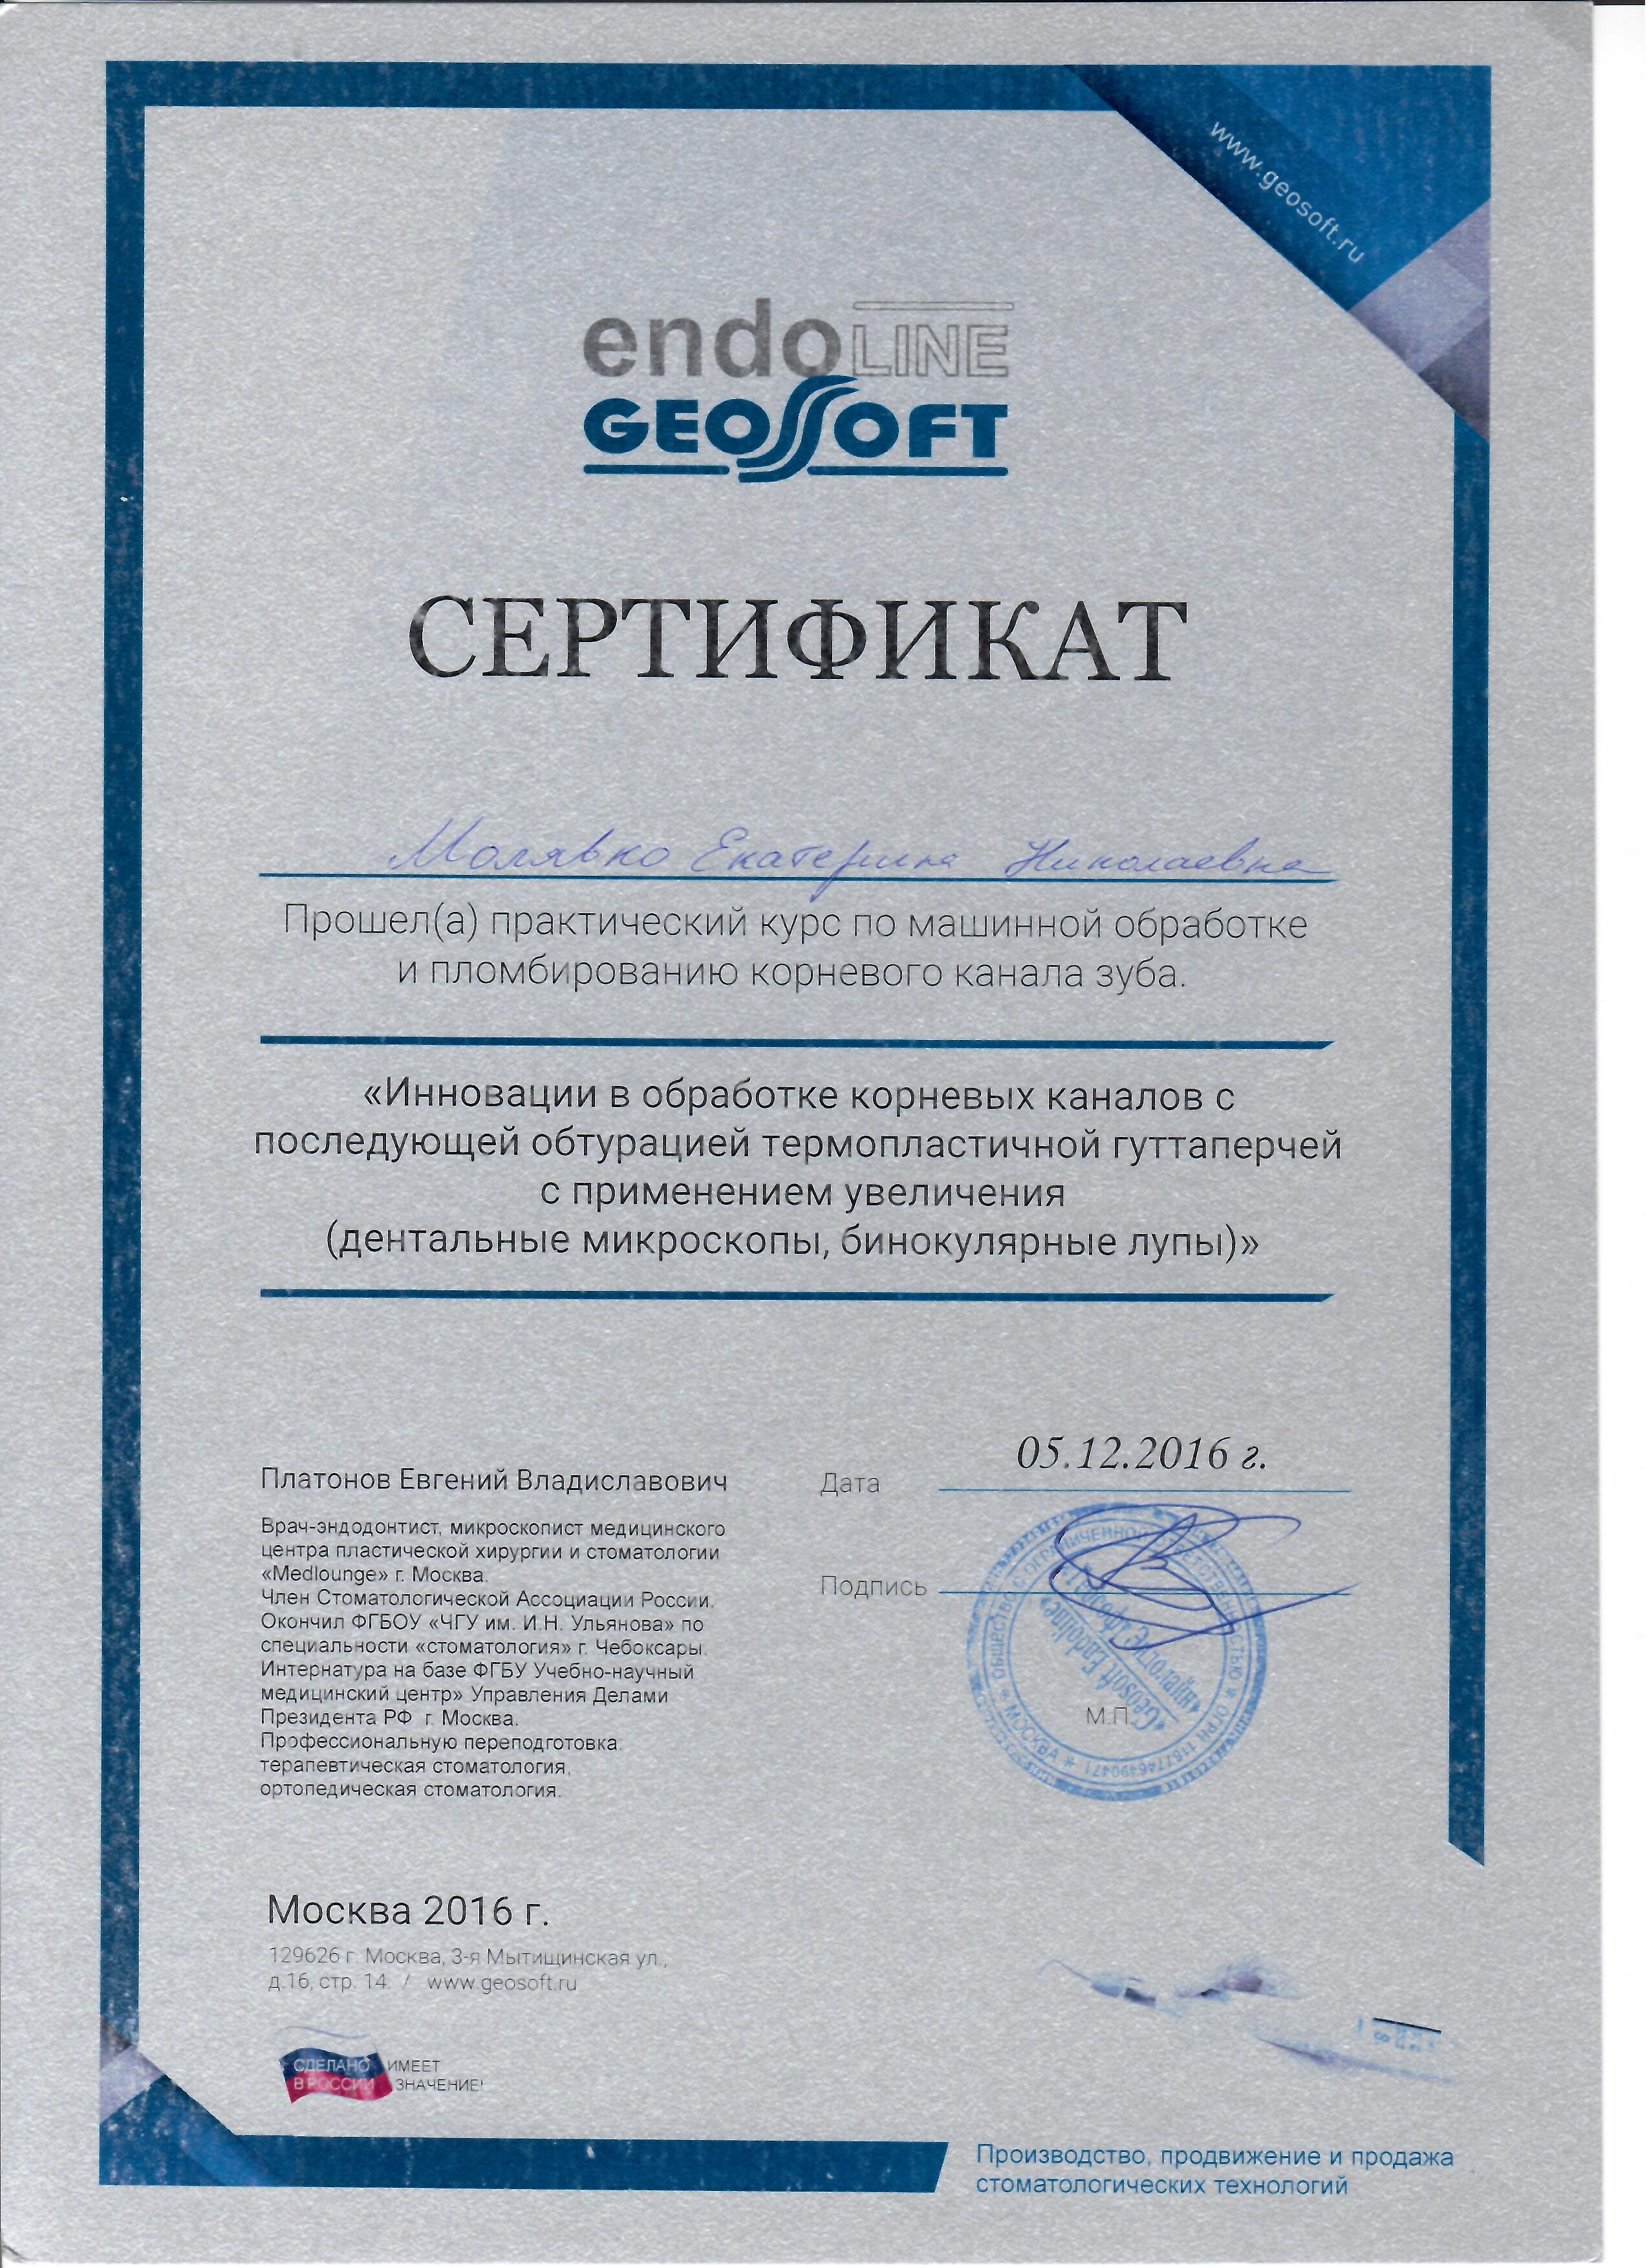 www.geosoft.ru
endoLINE
GEOSOFT
СЕРТИФИКАТ
Молявко Екатерина Николаевна
Прошел(а) практический курс по машинной обработке
и пломбированию корневого канала зуба.
«Инновации в обработке корневых каналов с
последующей обтурацией термопластичной гуттаперчей
с применением увеличения
(дентальные микроскопы, бинокулярные лупы)»
Платонов Евгений Владиславович
Врач-эндодонтист, микроскопист медицинского
центра пластической хирургии и стоматологии
«Medlounge» г. Москва.
Член Стоматологической Ассоциации России.
Окончил ФГБОУ «ЧГУ им. И.Н. Ульянова» по
специальности «стоматология» г. Чебоксары.
Интернатура на базе ФГБУ Учебно-научный
медицинский центр» Управления Делами
Президента РФ г. Москва.
Профессиональную переподготовка:
терапевтическая стоматология,
ортопедическая стоматология.
Дата
05.12.2016 г.
Подпись
М.П.
ОГРН 1167746490471
МОСКВА
«Geosoft Endoline»
Москва 2016 г.
129626 г. Москва, 3-я Мытищинская ул.,
д.16, стр. 14. / www.geosoft.ru
СДЕЛАНО ИМЕЕТ
В РОССИИ ЗНАЧЕНИЕ!
Производство, продвижение и продажа
стоматологических технологий